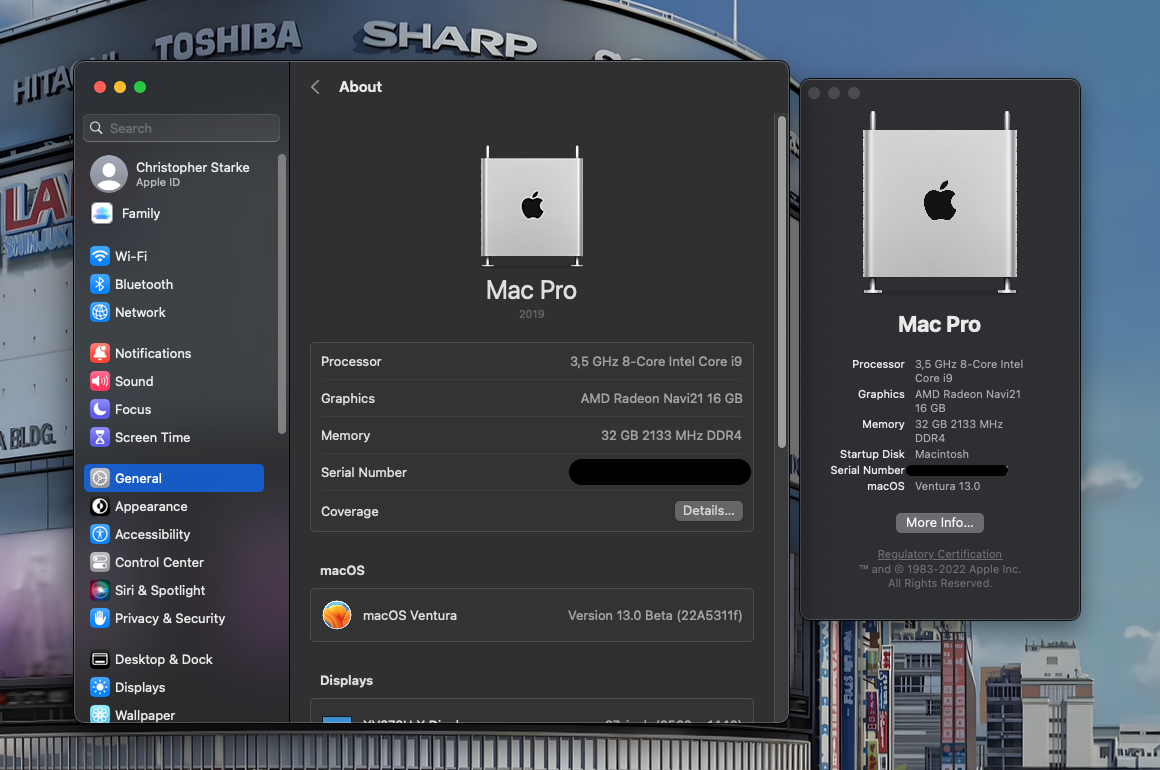 TOSHIBA
SHARP
About
Search
Christopher Starke
Apple ID
Family
Wi-Fi
Bluetooth
Network
Notifications
Sound
Focus
Screen Time
General
Appearance
Accessibility
Control Center
Siri & Spotlight
Privacy & Security
Desktop & Dock
Displays
Wallpaper
Mac Pro
2019
Processor 3,5 GHz 8-Core Intel Core i9
Graphics AMD Radeon Navi21 16 GB
Memory 32 GB 2133 MHz DDR4
Serial Number
Coverage Details...
macOS
macOS Ventura Version 13.0 Beta (22A5311f)
Displays
Mac Pro
Processor 3,5 GHz 8-Core Intel
Core i9
Graphics AMD Radeon Navi21
16 GB
Memory 32 GB 2133 MHz
DDR4
Startup Disk Macintosh
Serial Number
macOS Ventura 13.0
More Info...
Regulatory Certification
™ and © 1983-2022 Apple Inc.
All Rights Reserved.
BLDG.